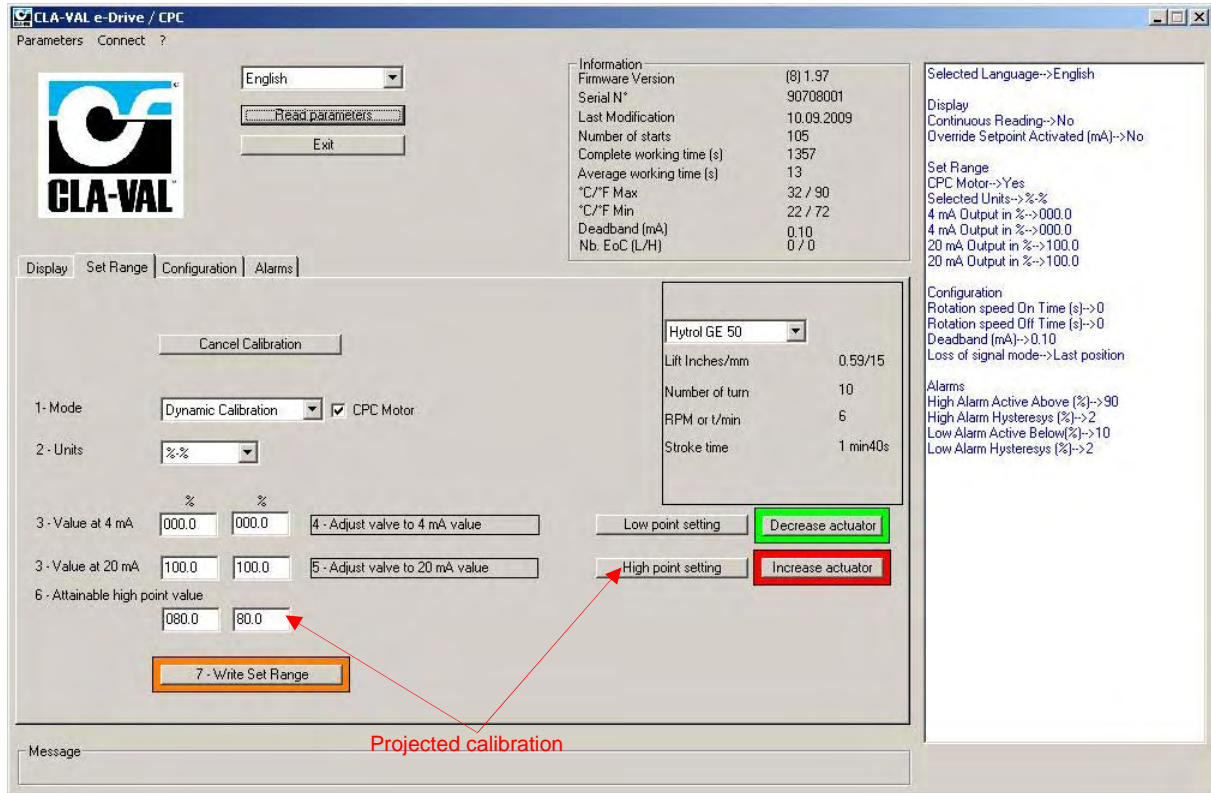 CLA-VAL e-Drive / CPC
Parameters Connect ?
CLA-VAL
English
Read parameters
Exit
Information
Firmware Version (8) 1.97
Serial N° 90708001
Last Modification 10.09.2009
Number of starts 105
Complete working time (s) 1357
Average working time (s) 13
°C/°F Max 32 / 90
°C/°F Min 22 / 72
Deadband (mA) 0.10
Nb. EoC (L/H) 0 / 0
Display Set Range Configuration Alarms
Cancel Calibration
1- Mode Dynamic Calibration CPC Motor
2 - Units %-%
% %
3 - Value at 4 mA 000.0 000.0 4 - Adjust valve to 4 mA value
3 - Value at 20 mA 100.0 100.0 5 - Adjust valve to 20 mA value
6 - Attainable high point value
080.0 80.0
7 - Write Set Range
Hytrol GE 50
Lift Inches/mm 0.59/15
Number of turn 10
RPM or t/min 6
Stroke time 1 min40s
Low point setting Decrease actuator
High point setting Increase actuator
Projected calibration
Message
Selected Language-->English
Display
Continuous Reading-->No
Override Setpoint Activated (mA)-->No
Set Range
CPC Motor-->Yes
Selected Units-->%-%
4 mA Output in %-->000.0
4 mA Output in %-->000.0
20 mA Output in %-->100.0
20 mA Output in %-->100.0
Configuration
Rotation speed On Time (s)-->0
Rotation speed Off Time (s)-->0
Deadband (mA)-->0.10
Loss of signal mode-->Last position
Alarms
High Alarm Active Above (%)-->90
High Alarm Hysteresys (%)-->2
Low Alarm Active Below(%)-->10
Low Alarm Hysteresys (%)-->2